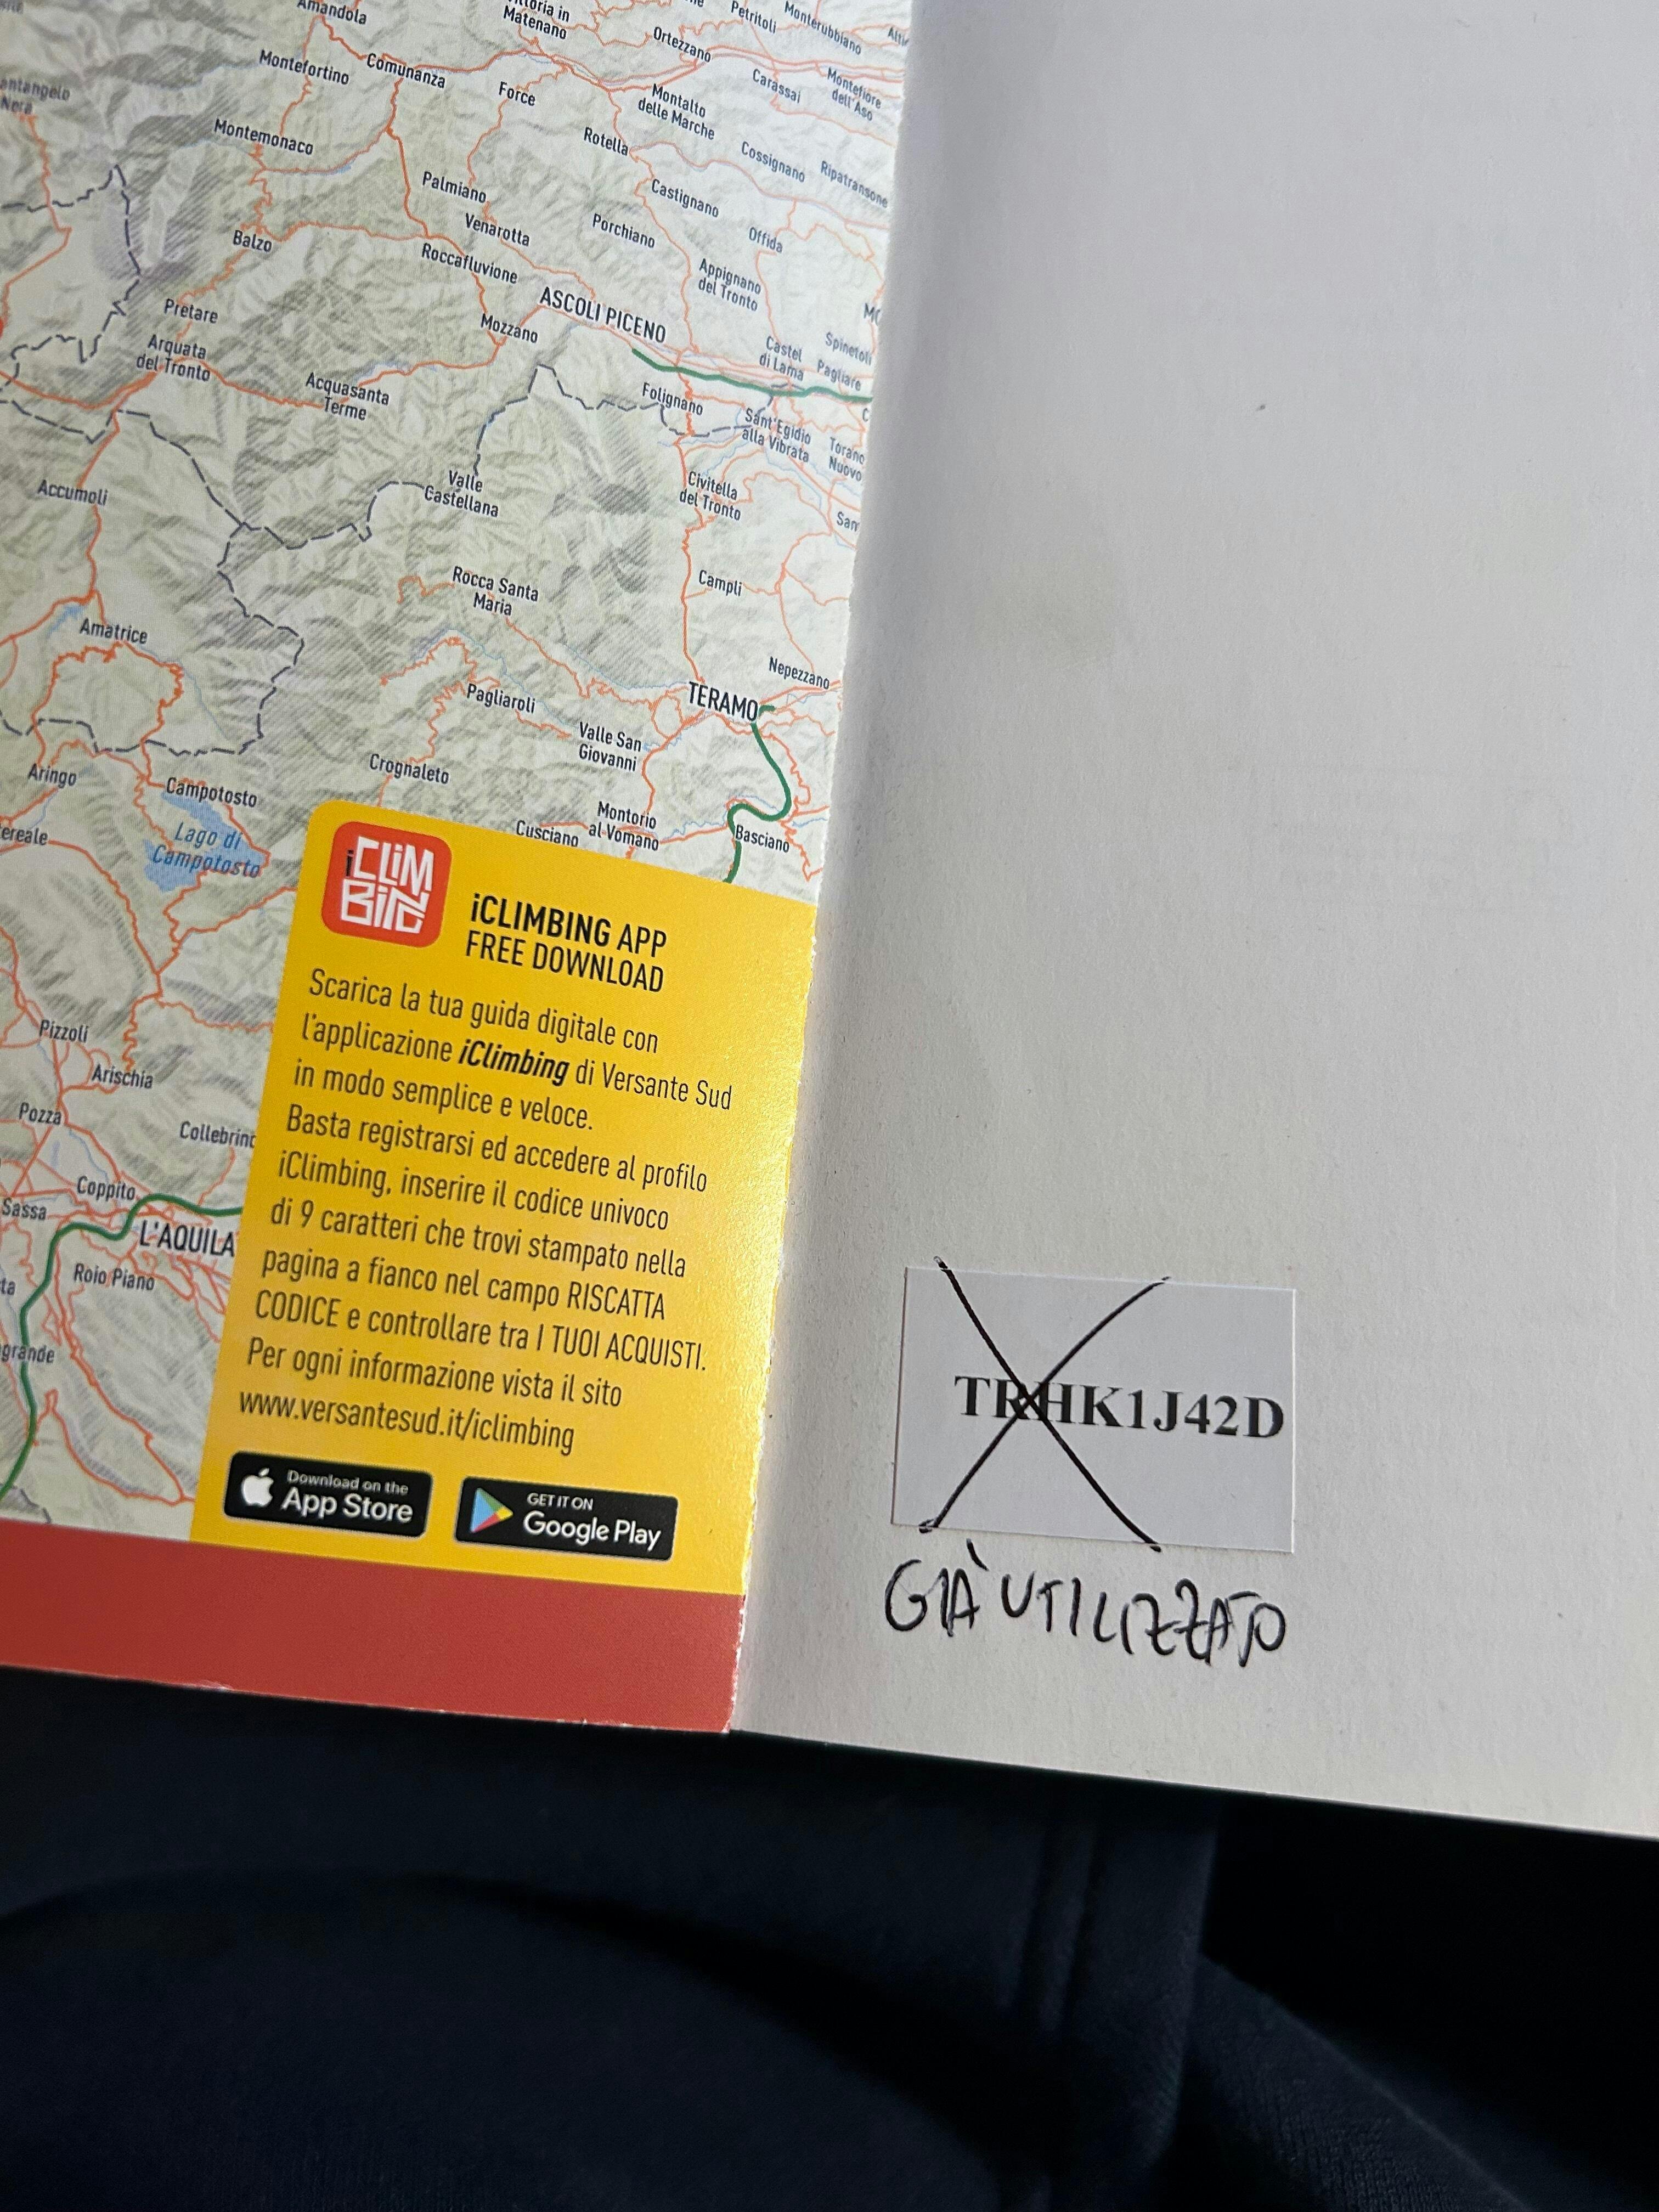 Amandola
Matenano
Petritoli
Monterubbiano
Ortezzano
Montefortino
Comunanza
Force
Carassai
Montefiore
dell'Aso
Montalto
delle Marche
Montemonaco
Rotella
Cossignano
Ripatransone
Palmiano
Castignano
Venarotta
Porchiano
Offida
Balzo
Roccafluvione
Appignano
del Tronto
Pretare
ASCOLI PICENO
Mozzano
Spinetoli
Arquata
del Tronto
Castel
di Lama
Pagliare
Acquasanta
Terme
Folignano
Sant'Egidio
alla Vibrata
Torano
Nuovo
Accumoli
Valle
Castellana
Civitella
del Tronto
Rocca Santa
Maria
Campli
Amatrice
Nepezzano
Pagliaroli
TERAMO
Valle San
Giovanni
Aringo
Campotosto
Crognaleto
Lago di
Campotosto
Montorio
al Vomano
Cusciano
Basciano
iCLIMBING
iCLIMBING APP
FREE DOWNLOAD
Scarica la tua guida digitale con
l'applicazione iClimbing di Versante Sud
in modo semplice e veloce.
Basta registrarsi ed accedere al profilo
iClimbing, inserire il codice univoco
di 9 caratteri che trovi stampato nella
pagina a fianco nel campo RISCATTA
CODICE e controllare tra I TUOI ACQUISTI.
Per ogni informazione vista il sito
www.versantesud.it/iclimbing
Download on the
App Store
GET IT ON
Google Play
Pizzoli
Arischia
Pozza
Coppito
Sassa
L'AQUILA
Roio Piano
TRHK1J42D
GIÀ UTILIZZATO